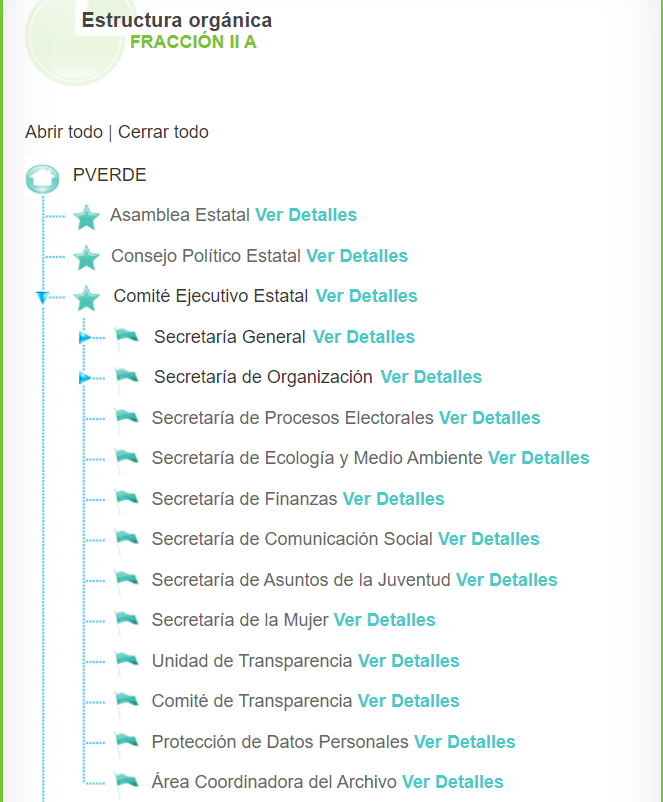 Estructura orgánica
FRACCIÓN II A
Abrir todo | Cerrar todo
PVERDE
Asamblea Estatal Ver Detalles
Consejo Político Estatal Ver Detalles
Comité Ejecutivo Estatal Ver Detalles
Secretaría General Ver Detalles
Secretaría de Organización Ver Detalles
Secretaría de Procesos Electorales Ver Detalles
Secretaría de Ecología y Medio Ambiente Ver Detalles
Secretaría de Finanzas Ver Detalles
Secretaría de Comunicación Social Ver Detalles
Secretaría de Asuntos de la Juventud Ver Detalles
Secretaría de la Mujer Ver Detalles
Unidad de Transparencia Ver Detalles
Comité de Transparencia Ver Detalles
Protección de Datos Personales Ver Detalles
Área Coordinadora del Archivo Ver Detalles